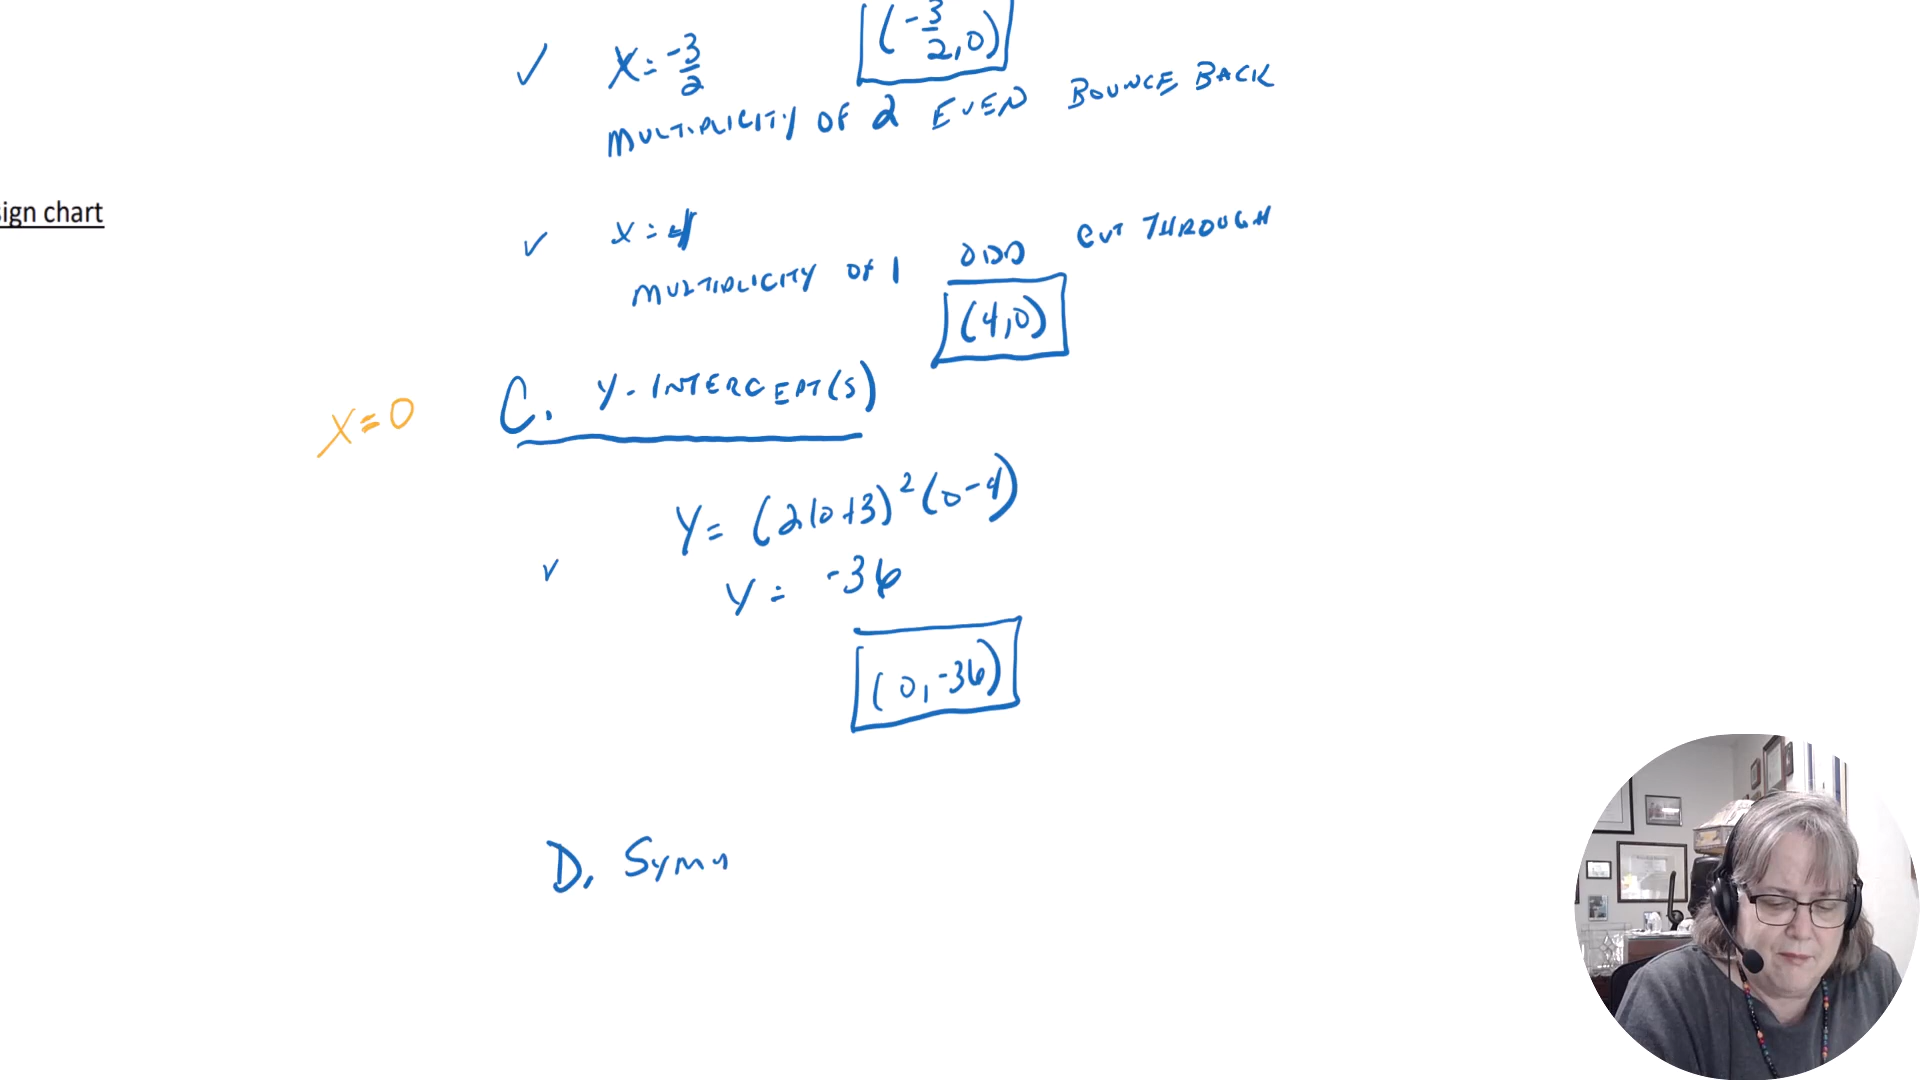 (-3/2,0)
X=-3/2
MULTIPLICITY OF 2 EVEN BOUNCE BACK
sign chart
X=4
MULTIPLICITY OF 1 ODD CUT THROUGH
(4,0)
X=0
C. Y-INTERCEPT(S)
Y=(2(0+3)²(0-4)
Y= -36
(0,-36)
D. Symm